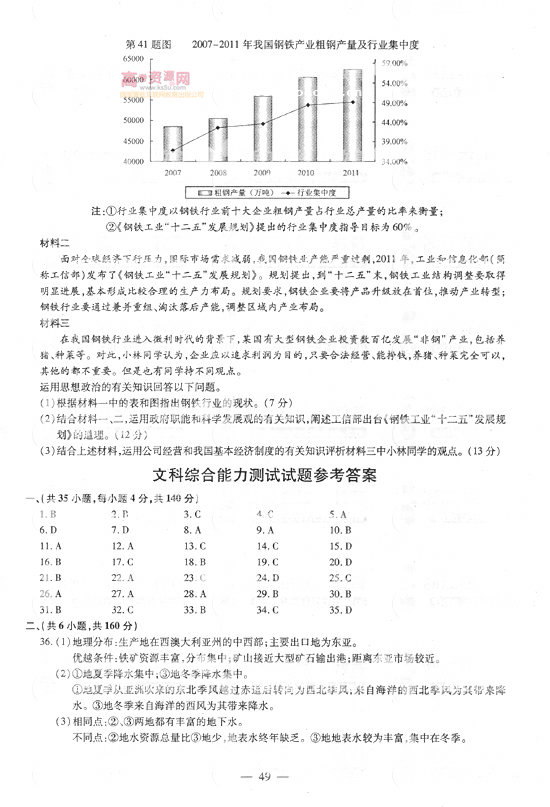 第41题图 2007-2011年我国钢铁产业粗钢产量及行业集中度
65000 59.00%
60000 54.00%
55000 49.00%
50000 44.00%
45000 39.00%
40000 34.00%
高考资源网
www.ks5u.com
2007 2008 2009 2010 2011
粗钢产量(万吨) 行业集中度
注:①行业集中度以钢铁行业前十大企业粗钢产量占行业总产量的比率来衡量;
②《钢铁工业“十二五”发展规划》提出的行业集中度指导目标为60%。
材料二
面对全球经济下行压力,国际市场需求减弱,我国钢铁业产能严重过剩,2011年,工业和信息化部(简
称工信部)发布了《钢铁工业“十二五”发展规划》。规划提出,到“十二五”末,钢铁工业结构调整要取得
明显进展,基本形成比较合理的生产力布局。规划要求,钢铁企业要将产品升级放在首位,推动产业转型;
钢铁行业要通过兼并重组、淘汰落后产能,调整区域内产业布局。
材料三
在我国钢铁行业进入微利时代的背景下,某国有大型钢铁企业投资数百亿发展“非钢”产业,包括养
猪、种菜等。对此,小林同学认为,企业应以追求利润为目的,只要合法经营、能挣钱,养猪、种菜完全可以,
其他的都不重要。但是也有同学持不同观点。
运用思想政治的有关知识回答以下问题。
(1)根据材料一中的表和图指出钢铁行业的现状。(7分)
(2)结合材料一、二,运用政府职能和科学发展观的有关知识,阐述工信部出台《钢铁工业“十二五”发展规
划》的道理。(12分)
(3)结合上述材料,运用公司经营和我国基本经济制度的有关知识评析材料三中小林同学的观点。(13分)
文科综合能力测试试题参考答案
一、(共35小题,每小题4分,共140分)
1. B 2. B 3. C 4. C 5. A
6. D 7. D 8. A 9. A 10. B
11. A 12. A 13. C 14. C 15. D
16. B 17. C 18. B 19. C 20. D
21. B 22. A 23. C 24. D 25. C
26. A 27. A 28. A 29. B 30. B
31. B 32. C 33. B 34. C 35. D
二、(共6小题,共160分)
36. (1)地理分布:生产地在西澳大利亚州的中西部;主要出口地为东亚。
优越条件:铁矿资源丰富,分布集中;矿山接近大型矿石输出港;距离东亚市场较近。
(2)①地夏季降水集中;③地冬季降水集中。
①地夏季从亚洲吹来的东北季风越过赤道后转向为西北季风,来自海洋的西北季风为其带来降
水。③地冬季来自海洋的西风为其带来降水。
(3)相同点:②、③两地都有丰富的地下水。
不同点:②地水资源总量比③地少,地表水终年缺乏。③地地表水较为丰富,集中在冬季。
— 49 —